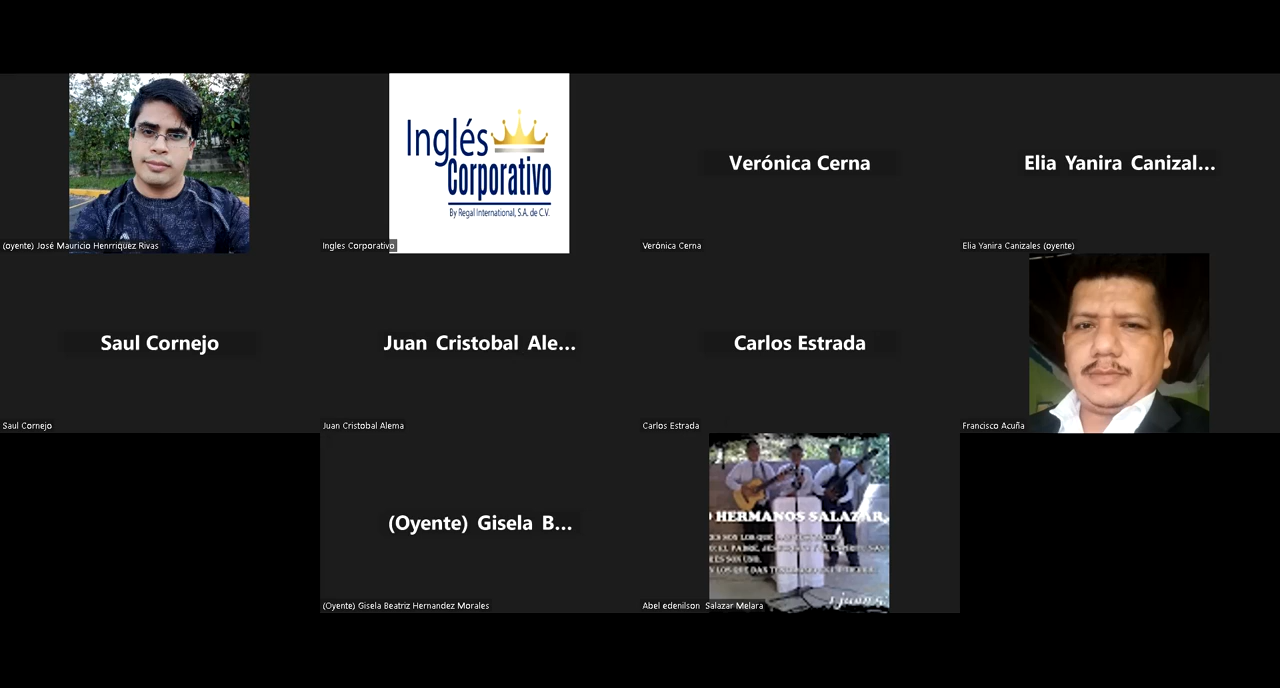 Inglés
Corporativo
By Regal International, S.A. de C.V.
Verónica Cerna
Elia Yanira Canizal...
(oyente) José Mauricio Henrriquez Rivas
Ingles Corporativo
Verónica Cerna
Elia Yanira Canizales (oyente)
Saul Cornejo
Juan Cristobal Ale...
Carlos Estrada
Saul Cornejo
Juan Cristobal Alema
Carlos Estrada
Francisco Acuña
(Oyente) Gisela B...
HERMANOS SALAZAR
(Oyente) Gisela Beatriz Hernandez Morales
Abel edenilson Salazar Melara